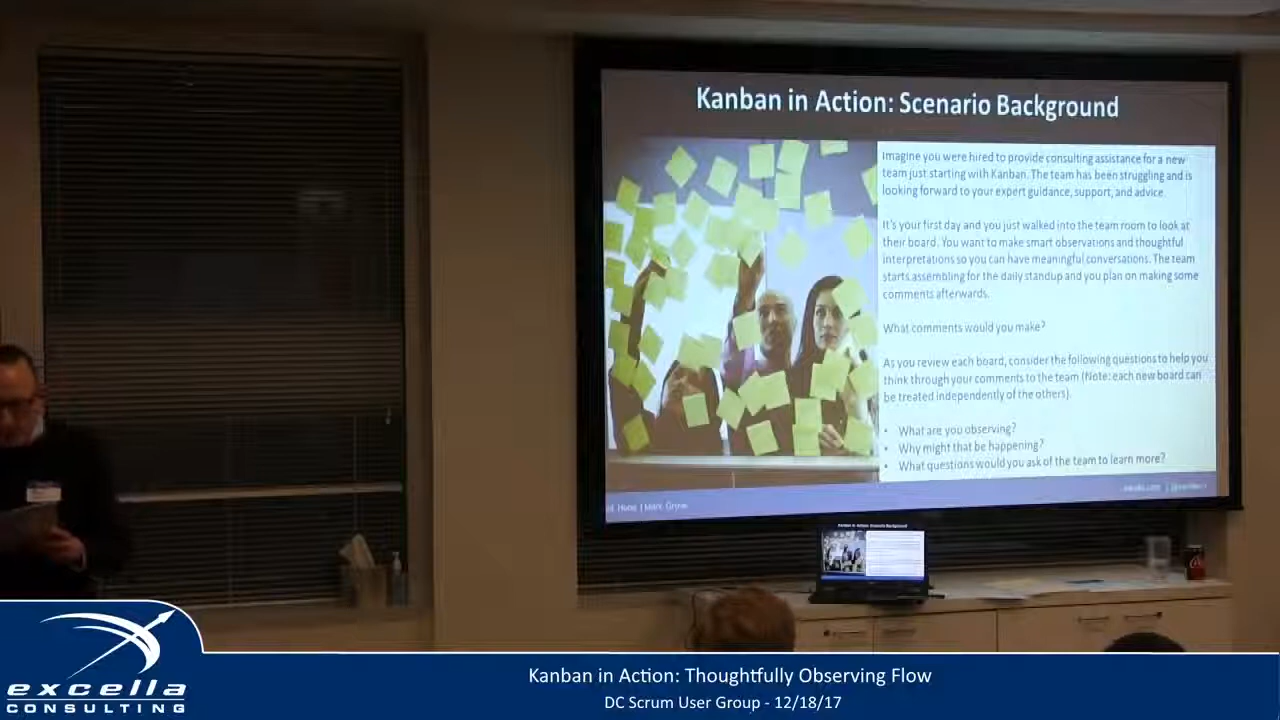 Kanban in Action: Scenario Background
Imagine you were hired to provide consulting assistance for a new
team just starting with Kanban. The team has been struggling and is
looking forward to your expert guidance, support, and advice.
It's your first day and you just walked into the team room to look at
their board. You want to make smart observations and thoughtful
interpretations so you can have meaningful conversations. The team
starts assembling for the daily standup and you plan on making some
comments afterwards.
What comments would you make?
As you review each board, consider the following questions to help you
think through your comments to the team (Note: each new board can
be treated independently of the others).
• What are you observing?
• Why might that be happening?
• What questions would you ask of the team to learn more?
excella
CONSULTING
Kanban in Action: Thoughtfully Observing Flow
DC Scrum User Group - 12/18/17